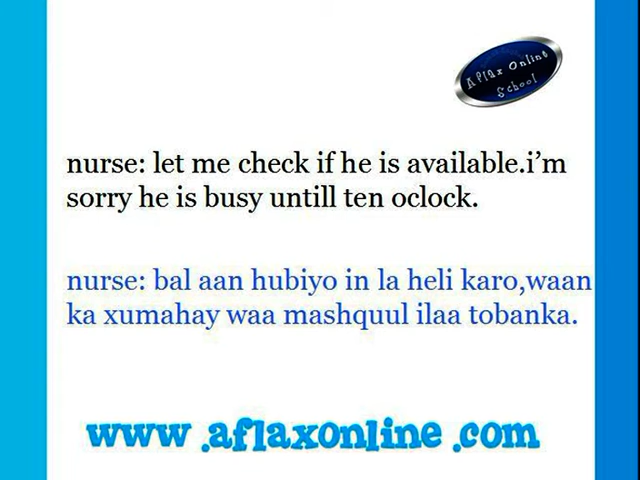 Aflax Online
School
nurse: let me check if he is available.i’m
sorry he is busy untill ten oclock.
nurse: bal aan hubiyo in la heli karo,waan
ka xumahay waa mashquul ilaa tobanka.
www .aflaxonline .com